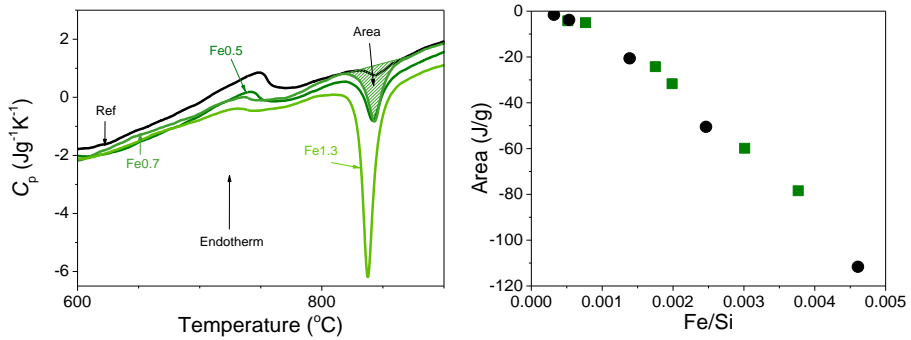 2
0
-2
-4
-6
600
800
C_p (Jg⁻¹K⁻¹)
Temperature (°C)
Ref
Fe0.5
Fe0.7
Area
Fe1.3
Endotherm
0
-20
-40
-60
-80
-100
-120
0.000
0.001
0.002
0.003
0.004
0.005
Area (J/g)
Fe/Si